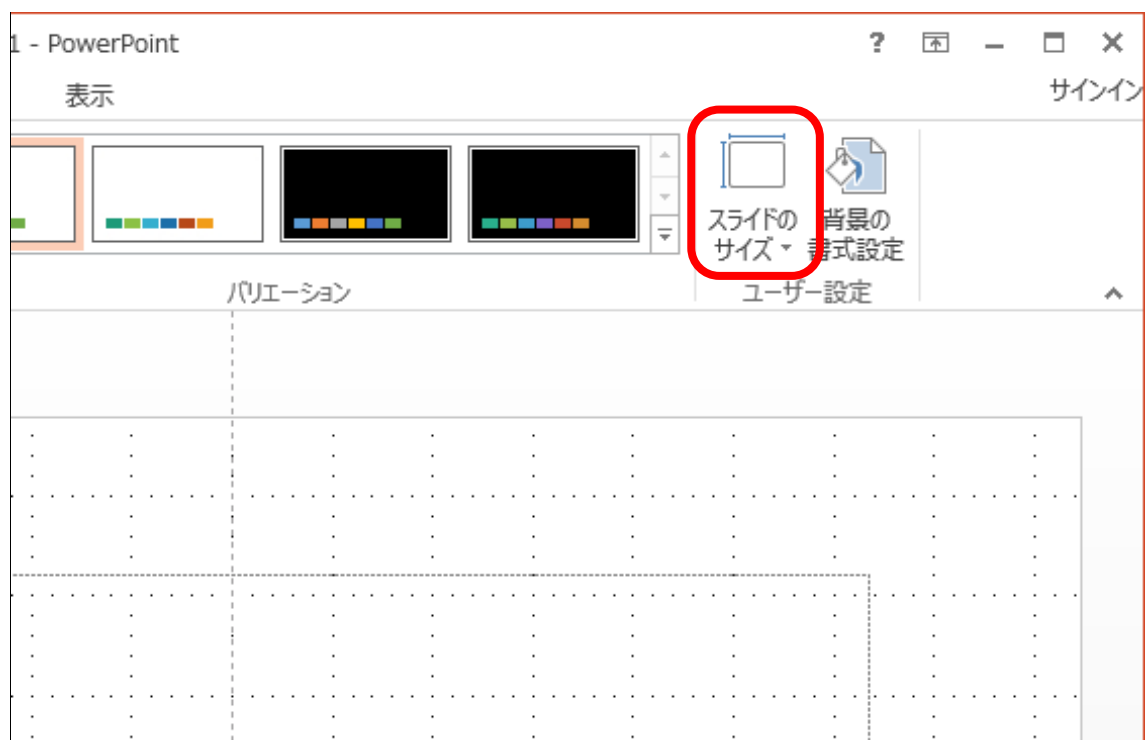 1 - PowerPoint
?
表示
サインイン
スライドの
サイズ
背景の
書式設定
バリエーション
ユーザー設定